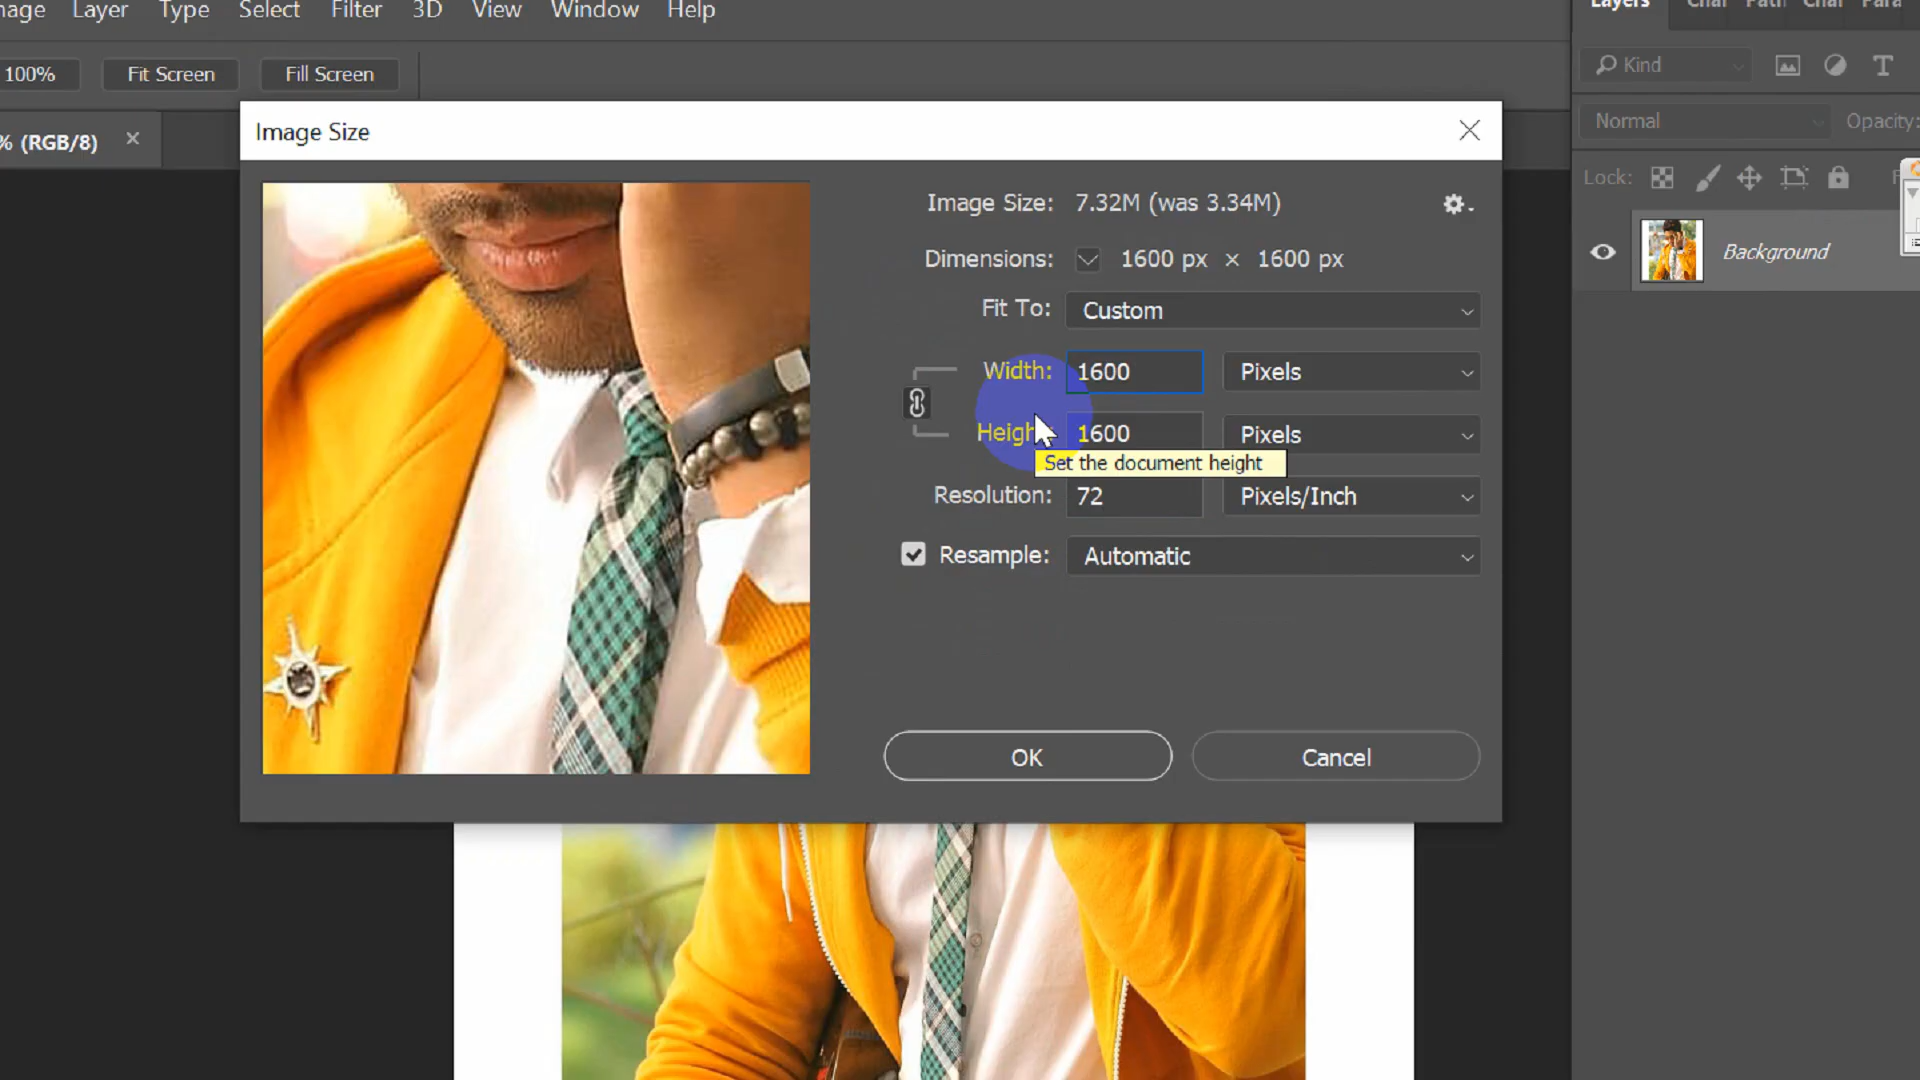 Layer Type Select Filter 3D View Window Help
Layers
100% Fit Screen Fill Screen
Kind
Normal Opacity:
% (RGB/8)
Image Size
Lock:
Image Size: 7.32M (was 3.34M)
Background
Dimensions: 1600 px × 1600 px
Fit To: Custom
Width: 1600 Pixels
Height: 1600 Pixels
Set the document height
Resolution: 72 Pixels/Inch
Resample: Automatic
OK Cancel